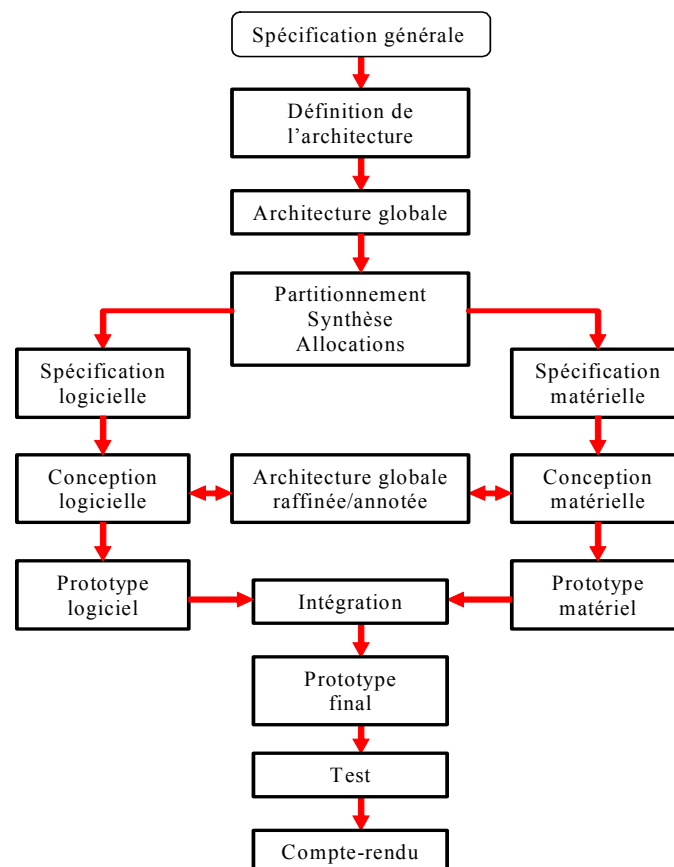 Spécification générale
Définition de
l'architecture
Architecture globale
Partitionnement
Synthèse
Allocations
Spécification
logicielle
Spécification
matérielle
Conception
logicielle
Architecture globale
raffinée/annotée
Conception
matérielle
Prototype
logiciel
Intégration
Prototype
matériel
Prototype
final
Test
Compte-rendu